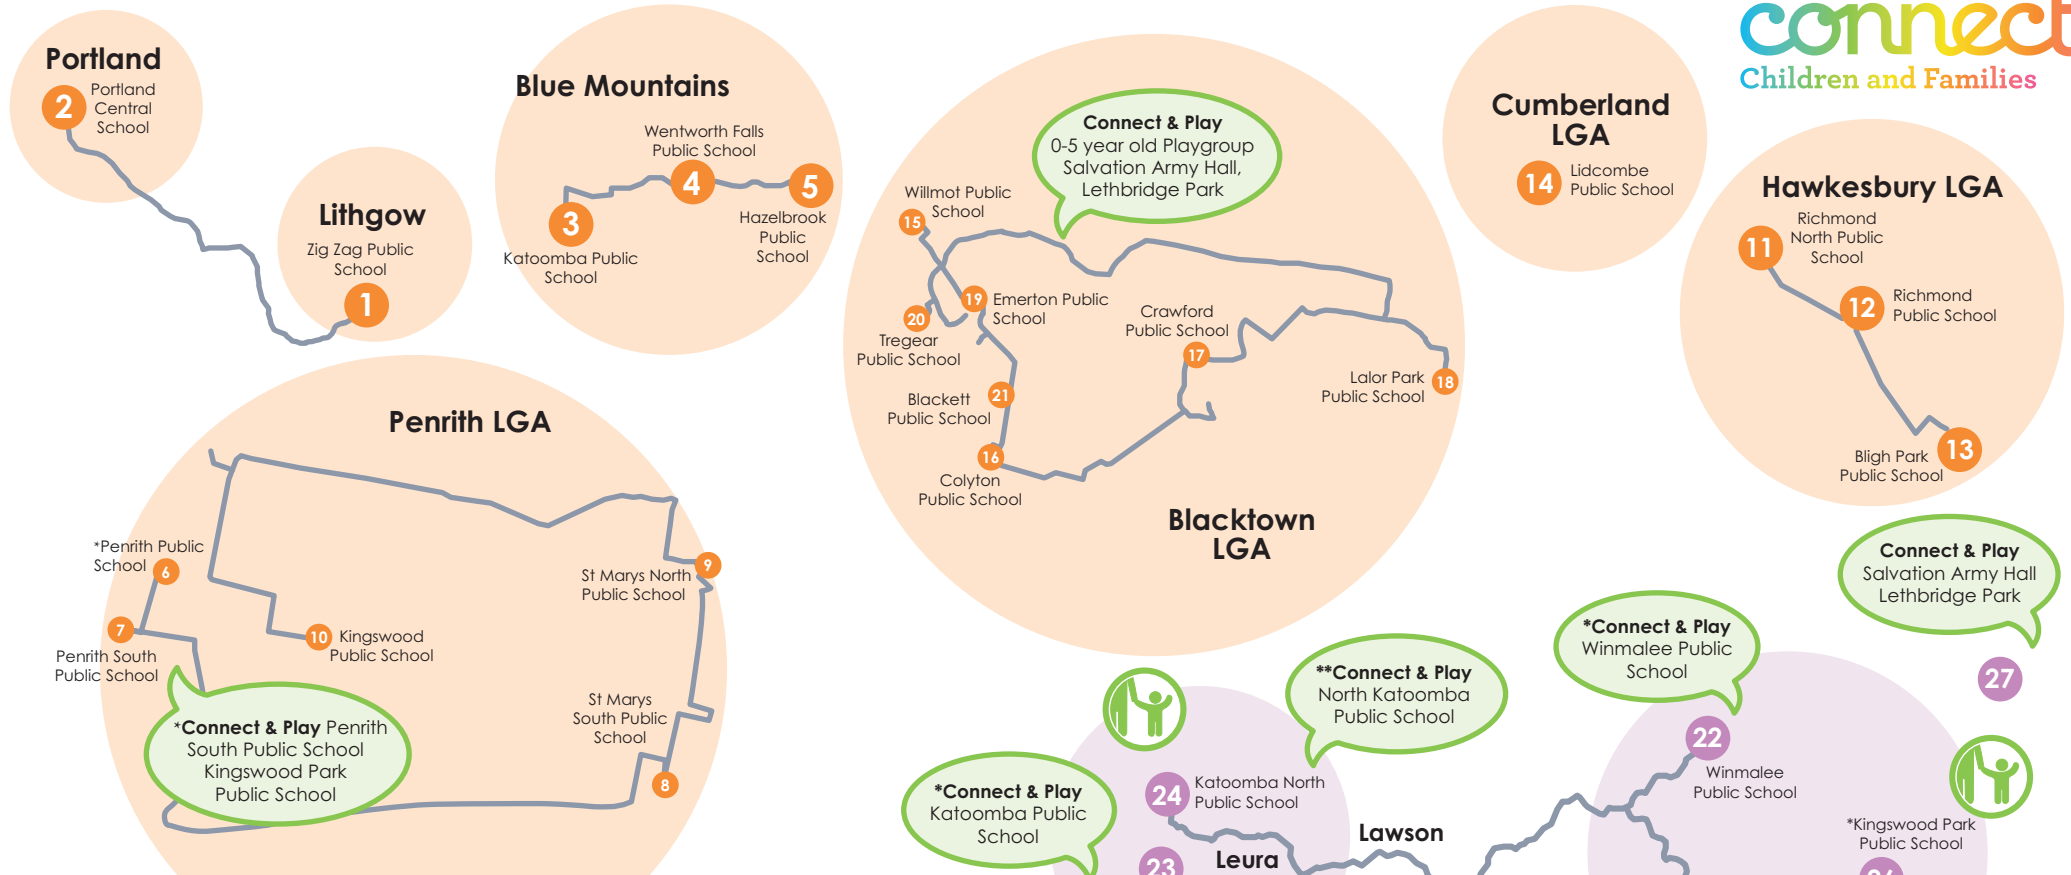 connect
Children and Families
Portland
2
Portland
Central
School
Lithgow
Zig Zag Public
School
1
Blue Mountains
Wentworth Falls
Public School
4
5
3
Katoomba Public
School
Hazelbrook
Public
School
Connect & Play
0-5 year old Playgroup
Salvation Army Hall,
Lethbridge Park
Willmot Public
School
15
19
Emerton Public
School
20
Tregear
Public School
Crawford
Public School
17
Lalor Park
Public School
18
Blackett
Public School
21
16
Colyton
Public School
Blacktown
LGA
Cumberland
LGA
14
Lidcombe
Public School
Hawkesbury LGA
Richmond
North Public
School
11
12
Richmond
Public School
Bligh Park
Public School
13
Penrith LGA
*Penrith Public
School
6
7
Penrith South
Public School
10
Kingswood
Public School
St Marys North
Public School
9
St Marys
South Public
School
8
*Connect & Play Penrith
South Public School
Kingswood Park
Public School
Connect & Play
Salvation Army Hall
Lethbridge Park
27
*Connect & Play
Winmalee Public
School
22
Winmalee
Public School
**Connect & Play
North Katoomba
Public School
24
Katoomba North
Public School
*Connect & Play
Katoomba Public
School
23
Leura
Lawson
*Kingswood Park
Public School
26